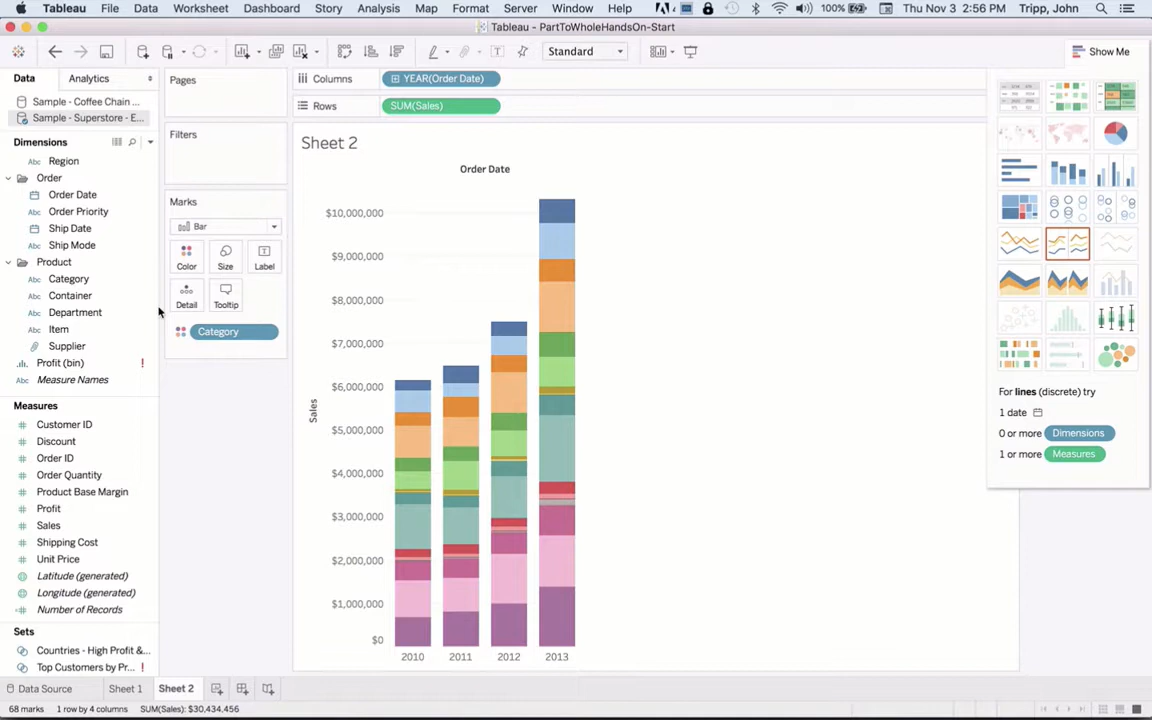 Tableau File Data Worksheet Dashboard Story Analysis Map Format Server Window Help 100% Thu Nov 3 2:56 PM Tripp, John
Tableau - PartToWholeHandsOn-Start
Standard
Show Me
Data Analytics
Sample - Coffee Chain ...
Sample - Superstore - E...
Dimensions
Abc Region
Order
Order Date
Abc Order Priority
Ship Date
Abc Ship Mode
Product
Abc Category
Abc Container
Abc Department
Abc Item
Supplier
Profit (bin) !
Abc Measure Names
Measures
# Customer ID
# Discount
# Order ID
# Order Quantity
# Product Base Margin
# Profit
# Sales
# Shipping Cost
# Unit Price
Latitude (generated)
Longitude (generated)
Number of Records
Sets
Countries - High Profit &...
Top Customers by Pr... !
Pages
Filters
Marks
Bar
Color Size Label
Detail Tooltip
Category
Columns YEAR(Order Date)
Rows SUM(Sales)
Sheet 2
Order Date
Sales
$10,000,000
$9,000,000
$8,000,000
$7,000,000
$6,000,000
$5,000,000
$4,000,000
$3,000,000
$2,000,000
$1,000,000
$0
2010 2011 2012 2013
For lines (discrete) try
1 date
0 or more Dimensions
1 or more Measures
Data Source Sheet 1 Sheet 2
68 marks 1 row by 4 columns SUM(Sales): $30,434,456